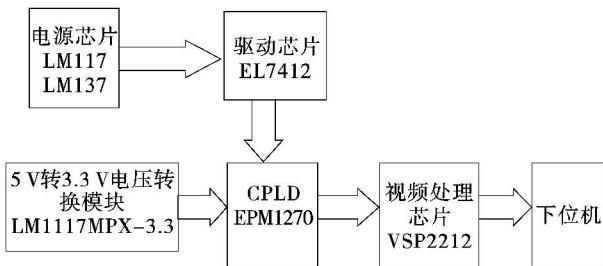 电源芯片
LM117
LM137
驱动芯片
EL7412
5 V转3.3 V电压转
换模块
LM1117MPX-3.3
CPLD
EPM1270
视频处理
芯片
VSP2212
下位机